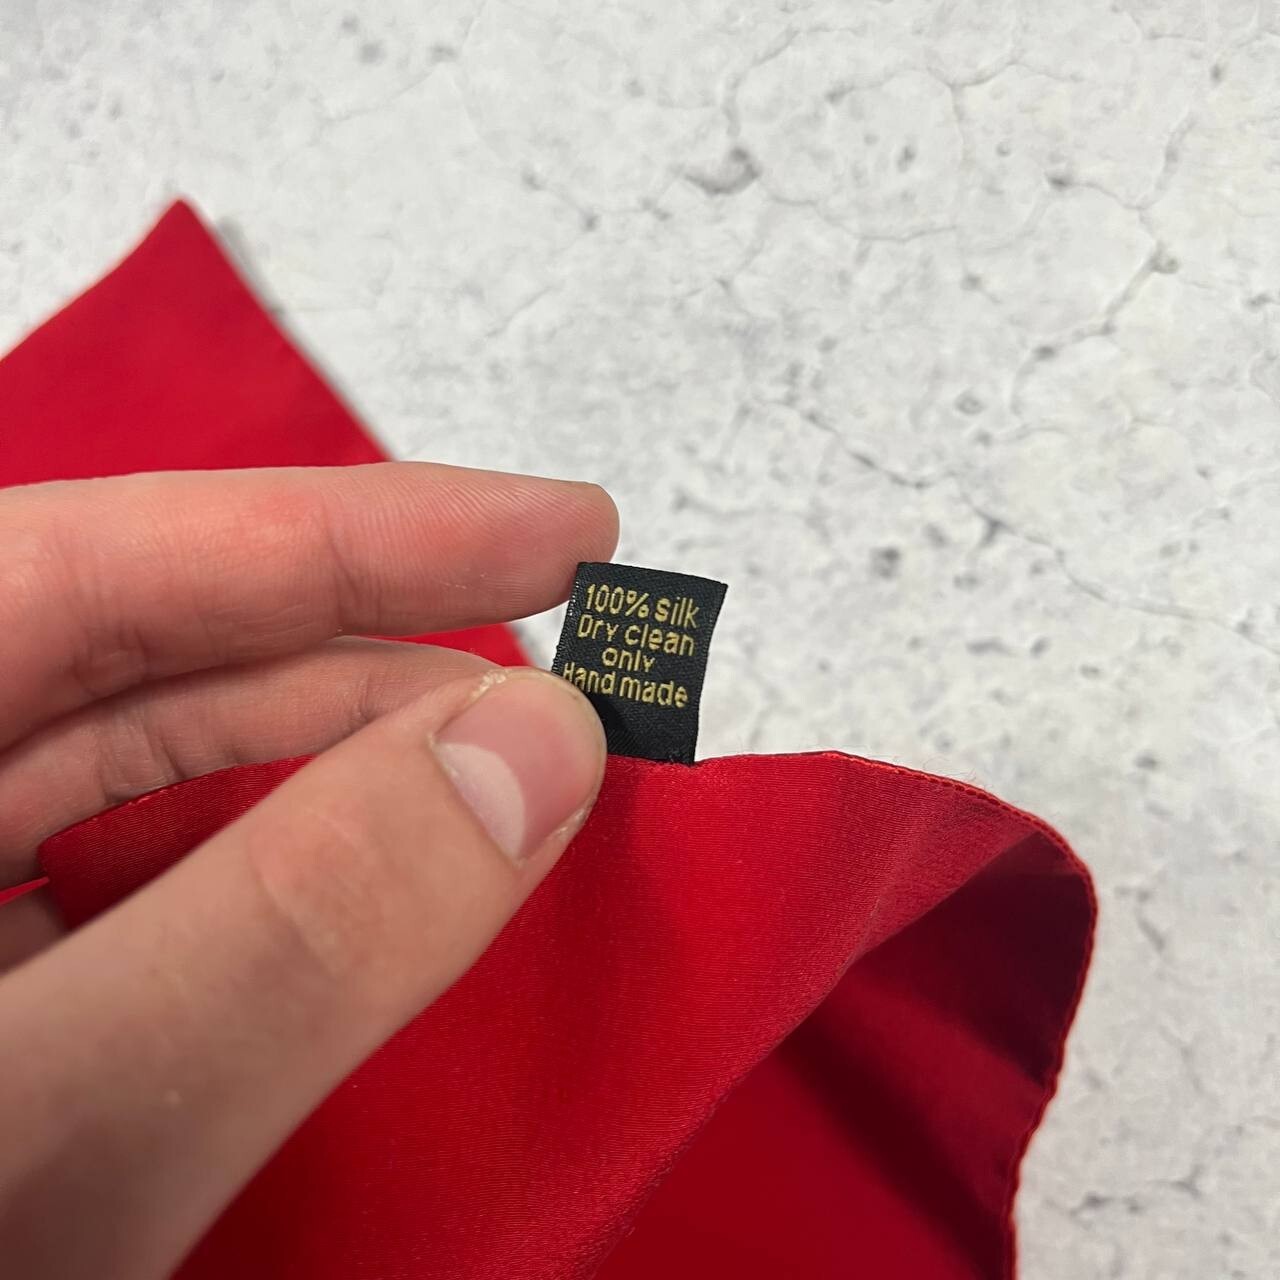 100% silk
Dry clean
only
Hand made